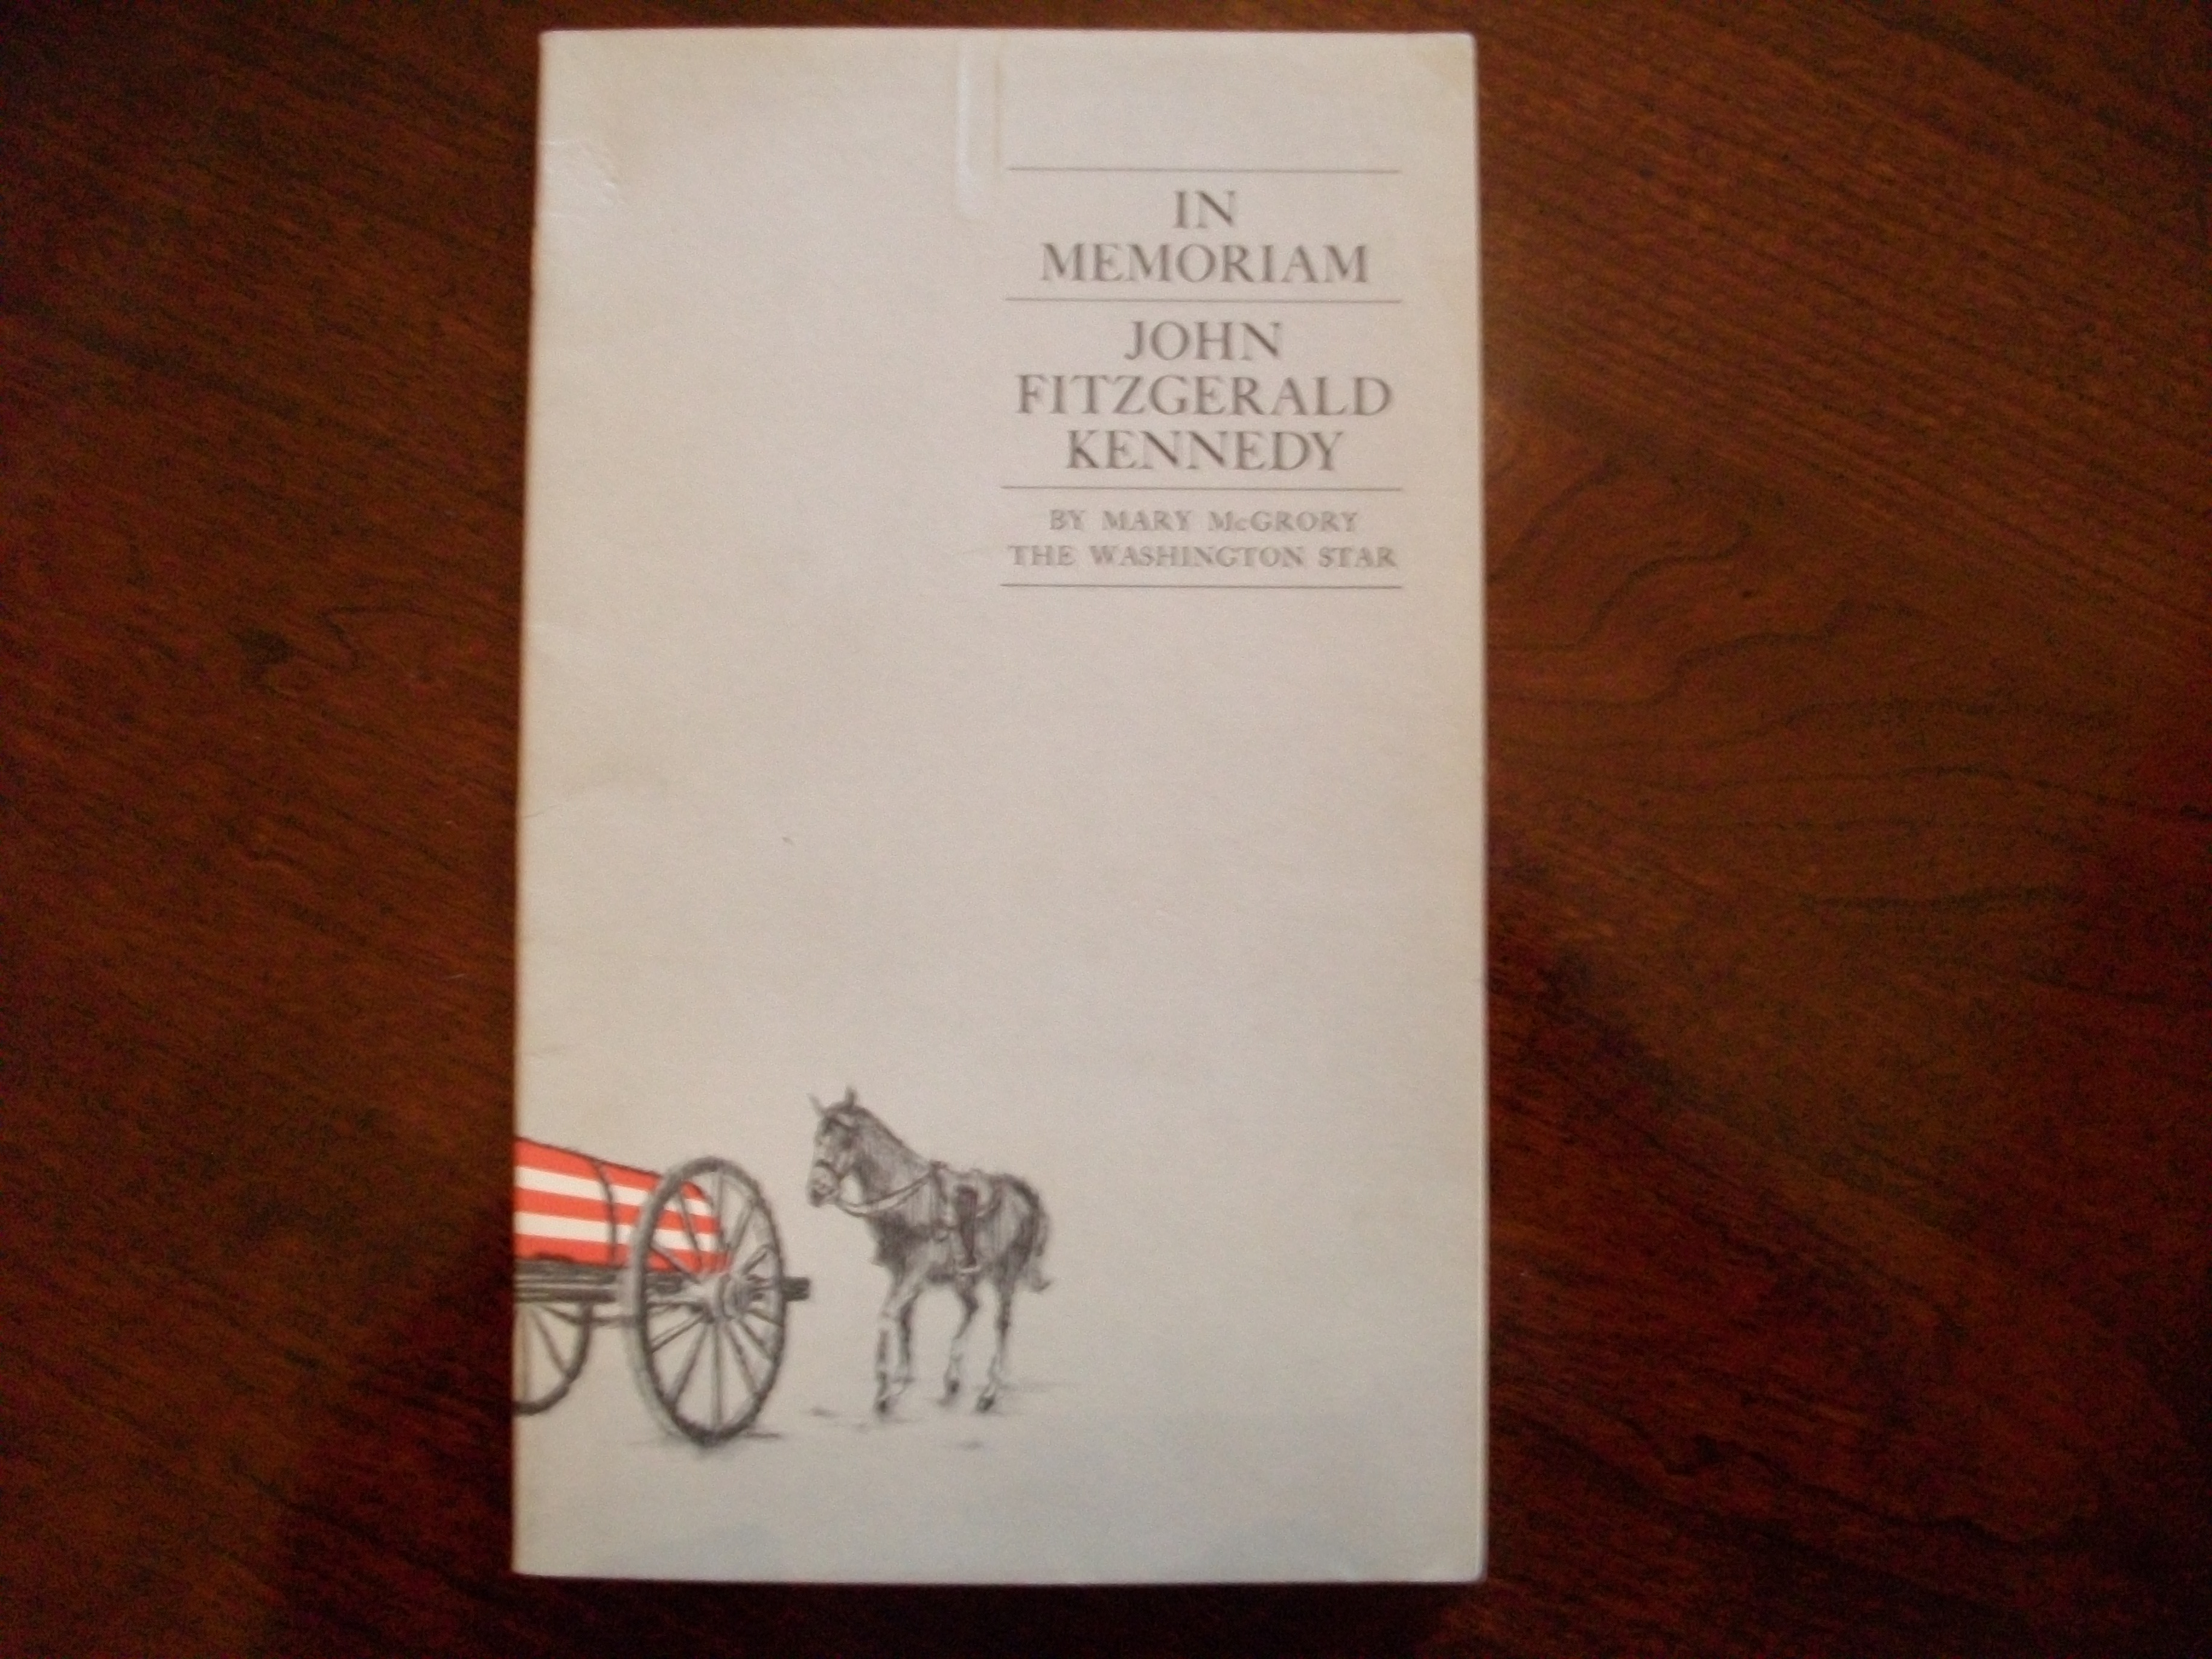 IN
MEMORIAM
JOHN
FITZGERALD
KENNEDY
BY MARY McGRORY
THE WASHINGTON STAR